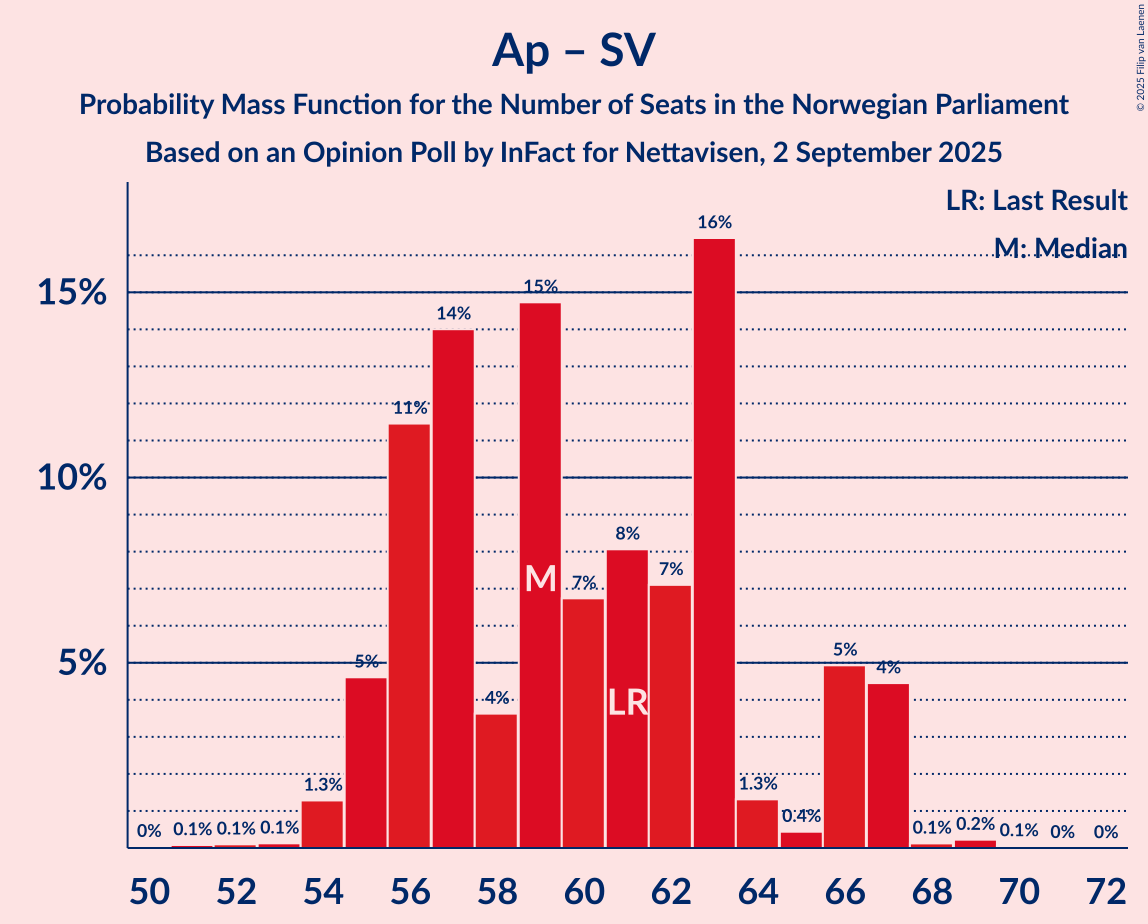 Ap – SV
Probability Mass Function for the Number of Seats in the Norwegian Parliament
Based on an Opinion Poll by InFact for Nettavisen, 2 September 2025
© 2025 Filip van Laenen
LR: Last Result
M: Median
15%
10%
5%
0%
0.1%
0.1%
0.1%
1.3%
5%
11%
14%
4%
15%
7%
8%
7%
16%
1.3%
0.4%
5%
4%
0.1%
0.2%
0.1%
0%
0%
M
LR
50 52 54 56 58 60 62 64 66 68 70 72